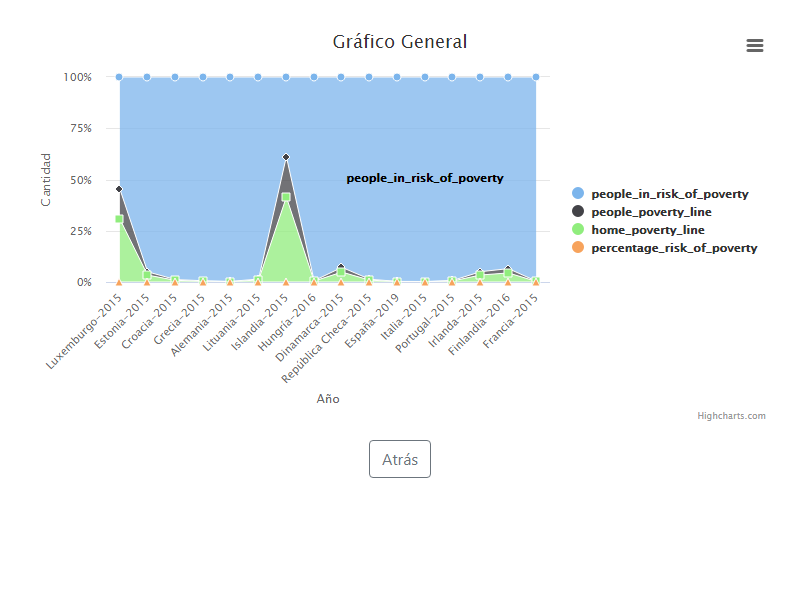 Gráfico General
100%
75%
50%
25%
0%
Cantidad
people_in_risk_of_poverty
people_in_risk_of_poverty
people_poverty_line
home_poverty_line
percentage_risk_of_poverty
Luxemburgo-2015
Estonia-2015
Croacia-2015
Grecia-2015
Alemania-2015
Lituania-2015
Islandia-2015
Hungría-2016
Dinamarca-2015
República Checa-2015
España-2019
Italia-2015
Portugal-2015
Irlanda-2015
Finlandia-2016
Francia-2015
Año
Highcharts.com
Atrás